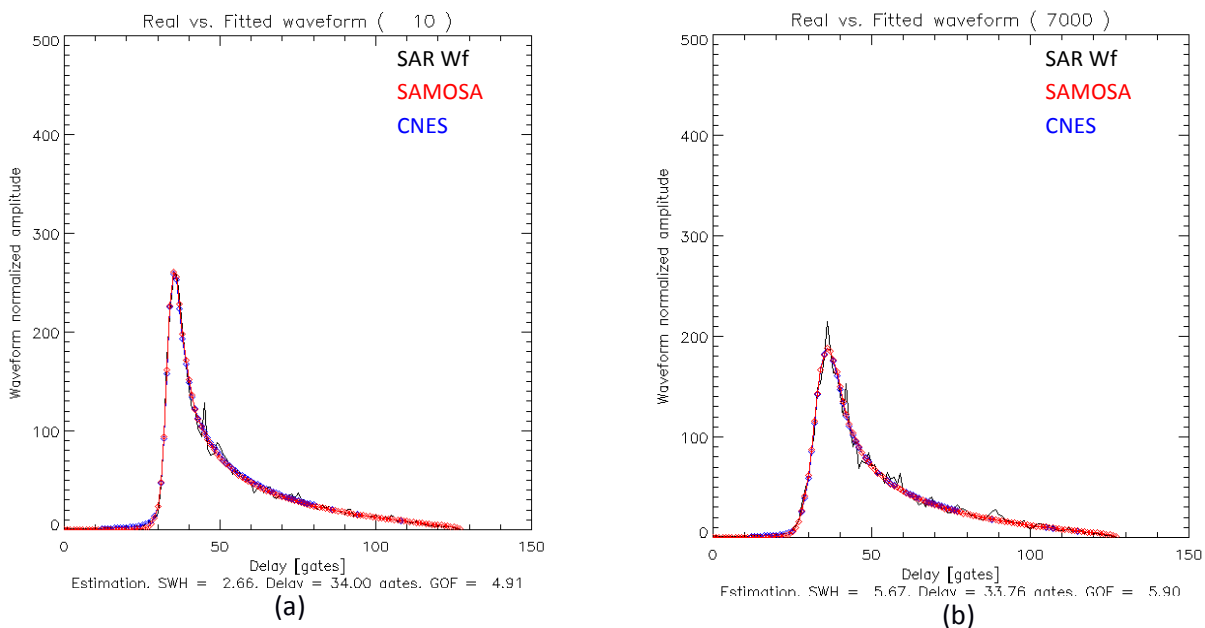 Real vs. Fitted waveform ( 10 )
500
400
300
200
100
0
Waveform normalized amplitude
SAR Wf
SAMOSA
CNES
0 50 100 150
Delay [gates]
Estimation. SWH = 2.66. Delay = 34.00 gates. GOF = 4.91
(a)
Real vs. Fitted waveform ( 7000 )
500
400
300
200
100
0
Waveform normalized amplitude
SAR Wf
SAMOSA
CNES
0 50 100 150
Delay [gates]
Estimation. SWH = 5.67. Delay = 33.76 gates. GOF = 5.90
(b)